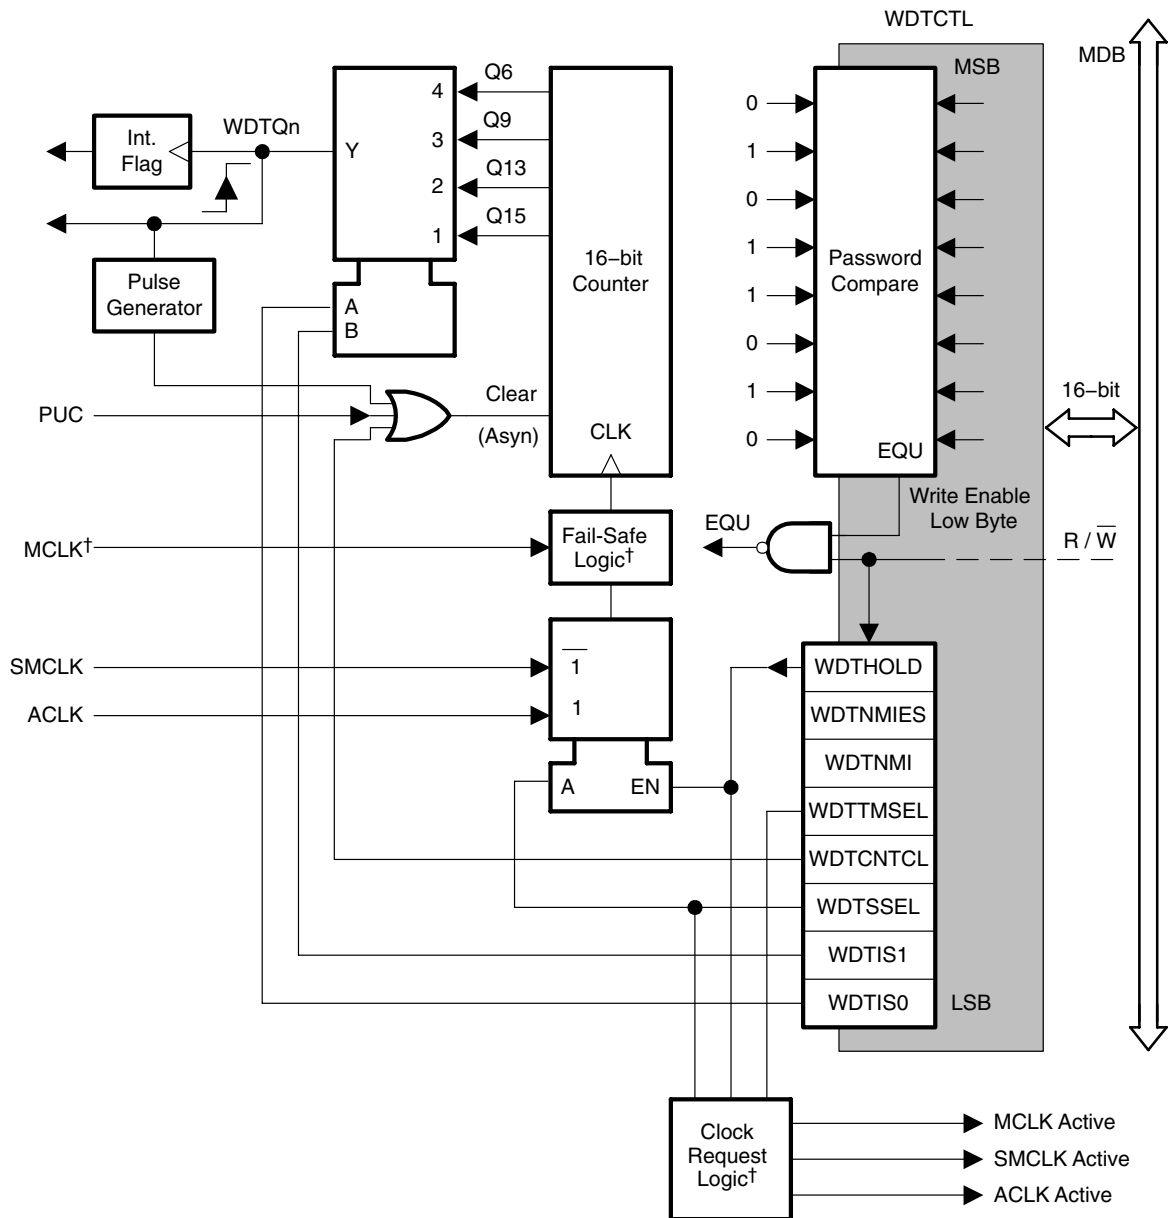 WDTCTL
MDB
MSB
Q6
4
Q9
3
Q13
2
Q15
1
Y
WDTQn
Int.
Flag
Pulse
Generator
A
B
16–bit
Counter
CLK
Clear
(Asyn)
PUC
0
1
0
1
1
0
1
0
Password
Compare
EQU
16–bit
Write Enable
Low Byte
EQU
R / W̅
MCLK†
Fail-Safe
Logic†
SMCLK
1̅
ACLK
1
A
EN
WDTHOLD
WDTNMIES
WDTNMI
WDTTMSEL
WDTCNTCL
WDTSSEL
WDTIS1
WDTIS0
LSB
Clock
Request
Logic†
MCLK Active
SMCLK Active
ACLK Active